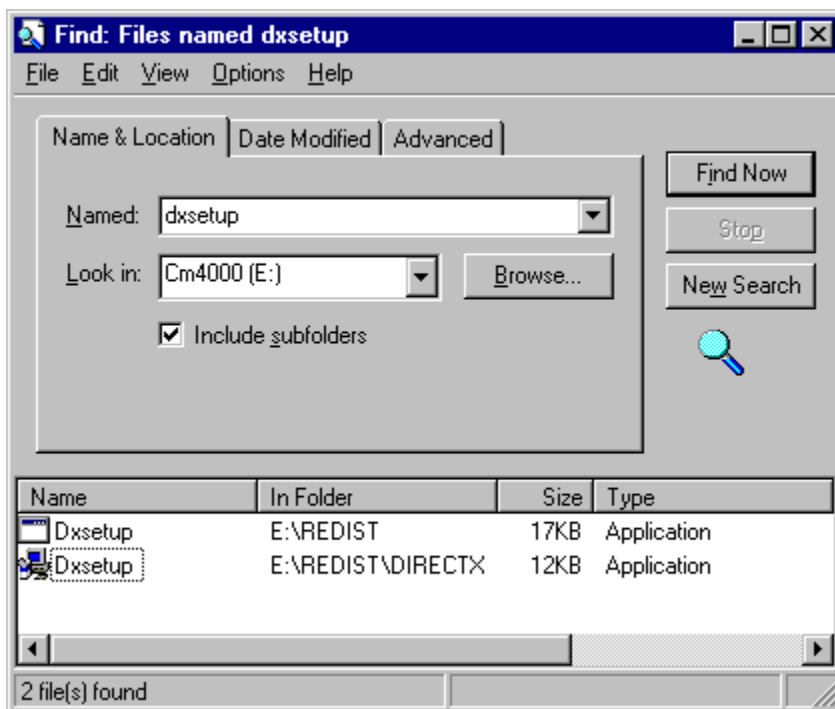 Find: Files named dxsetup
File Edit View Options Help
Name & Location Date Modified Advanced
Named: dxsetup
Look in: Cm4000 (E:) Browse...
Include subfolders
Find Now
Stop
New Search
Name In Folder Size Type
Dxsetup E:\REDIST 17KB Application
Dxsetup E:\REDIST\DIRECTX 12KB Application
2 file(s) found